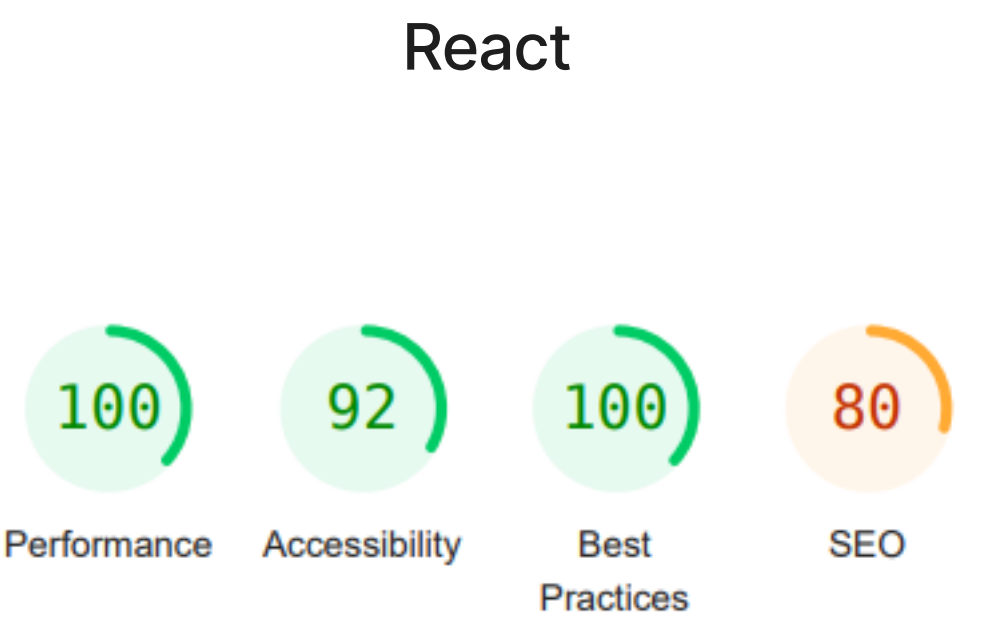 React
100
92
100
80
Performance
Accessibility
Best
Practices
SEO